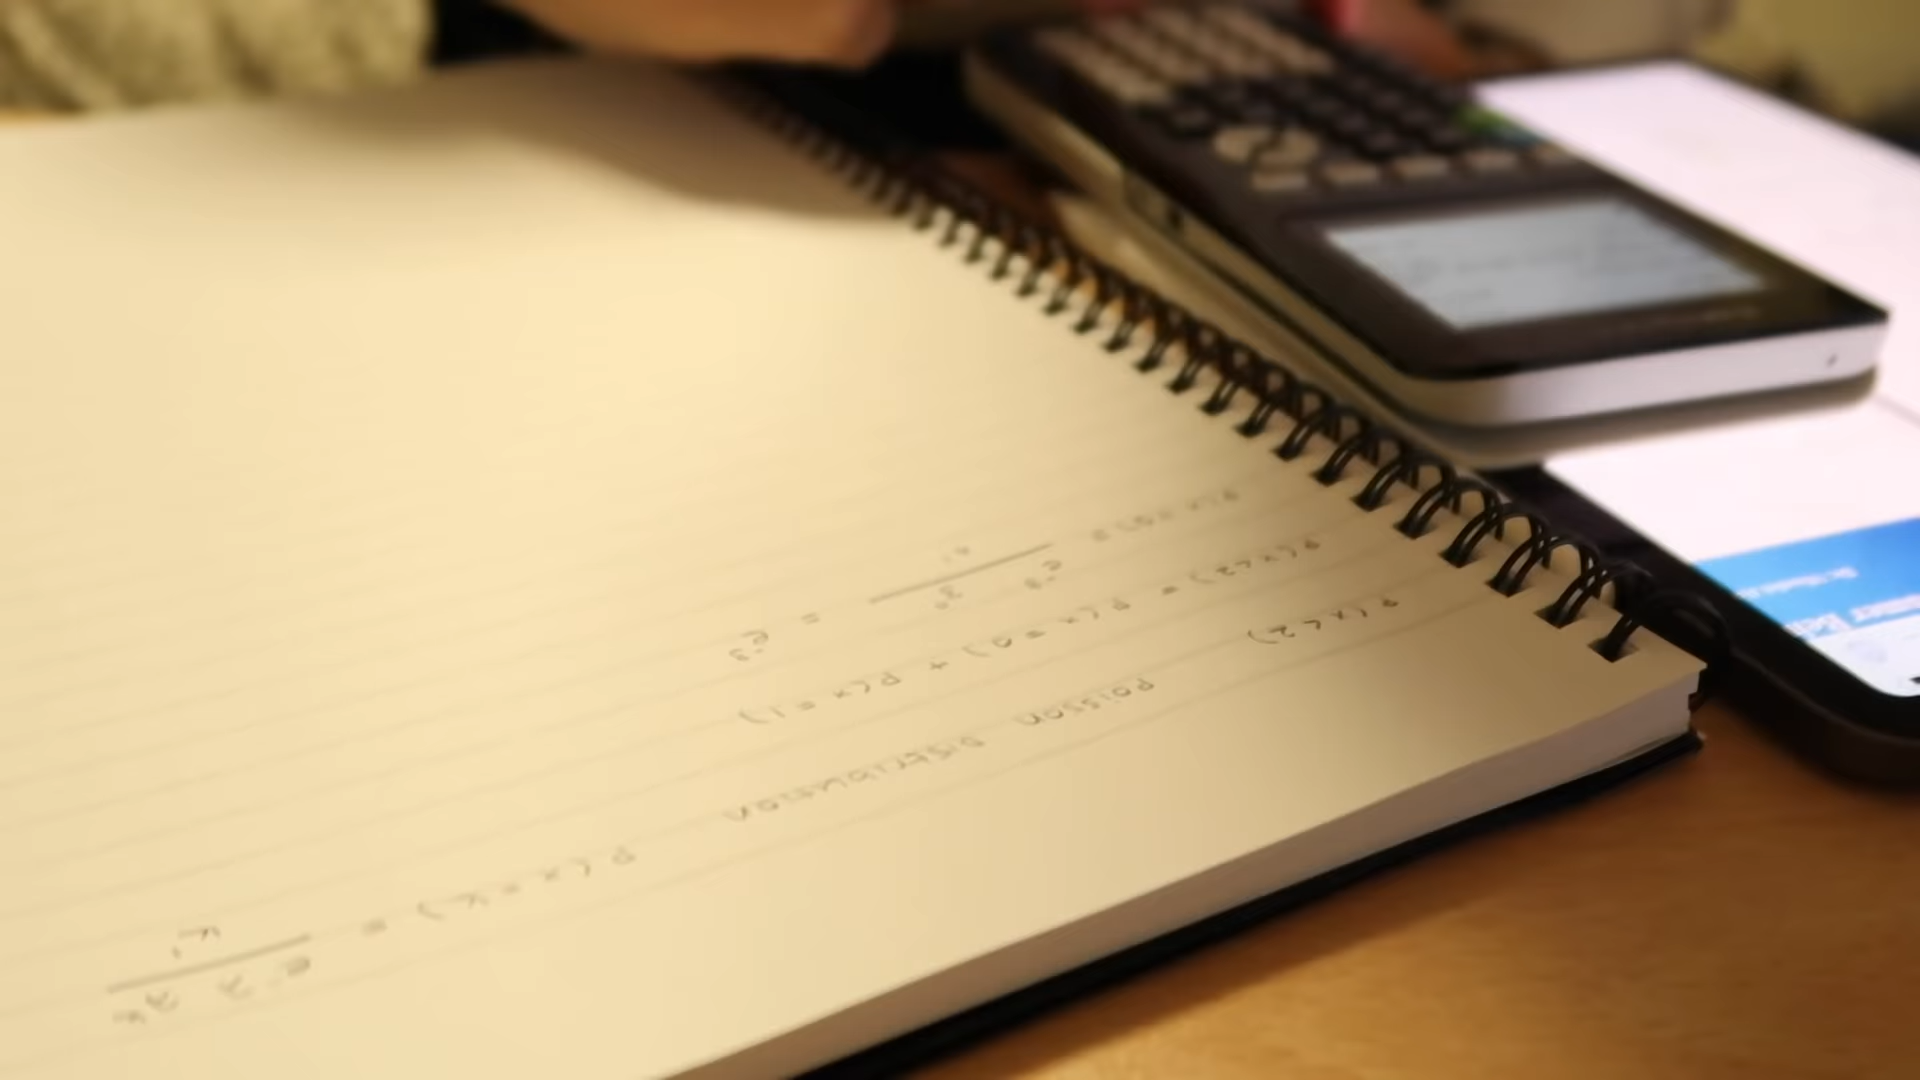 Poisson Distribution P(x=k) = e^-λ λ^k / k!
P(x<2)
P(x<2) = P(x=0) + P(x=1)
P(x=0) = e^-3 3^0 / 0! = e^-3